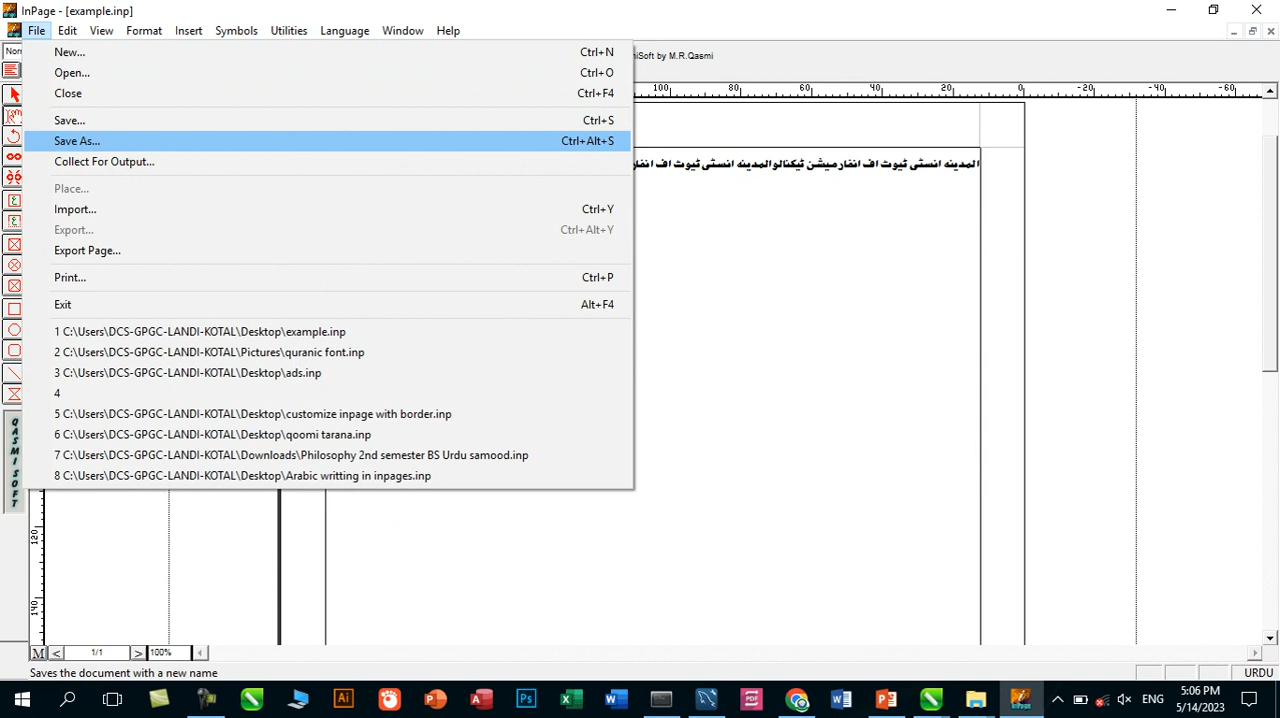 InPage - [example.inp]
File Edit View Format Insert Symbols Utilities Language Window Help
miSoft by M.R.Qasmi
New... Ctrl+N
Open... Ctrl+O
Close Ctrl+F4
Save... Ctrl+S
Save As... Ctrl+Alt+S
Collect For Output...
Place...
Import... Ctrl+Y
Export... Ctrl+Alt+Y
Export Page...
Print... Ctrl+P
Exit Alt+F4
1 C:\Users\DCS-GPGC-LANDI-KOTAL\Desktop\example.inp
2 C:\Users\DCS-GPGC-LANDI-KOTAL\Pictures\quranic font.inp
3 C:\Users\DCS-GPGC-LANDI-KOTAL\Desktop\ads.inp
4
5 C:\Users\DCS-GPGC-LANDI-KOTAL\Desktop\customize inpage with border.inp
6 C:\Users\DCS-GPGC-LANDI-KOTAL\Desktop\qoomi tarana.inp
7 C:\Users\DCS-GPGC-LANDI-KOTAL\Downloads\Philosophy 2nd semester BS Urdu samood.inp
8 C:\Users\DCS-GPGC-LANDI-KOTAL\Desktop\Arabic writting in inpages.inp
Nor
100 80 60 40 20 0 -20 -40 -60
المدینہ انسٹی ٹیوٹ اف انفارمیشن ٹیکنالو المدینہ انسٹی ٹیوٹ اف انفار
QASMI SOFT
120
140
M < 1/1 > 100% <
Saves the document with a new name
URDU
ENG
5:06 PM
5/14/2023